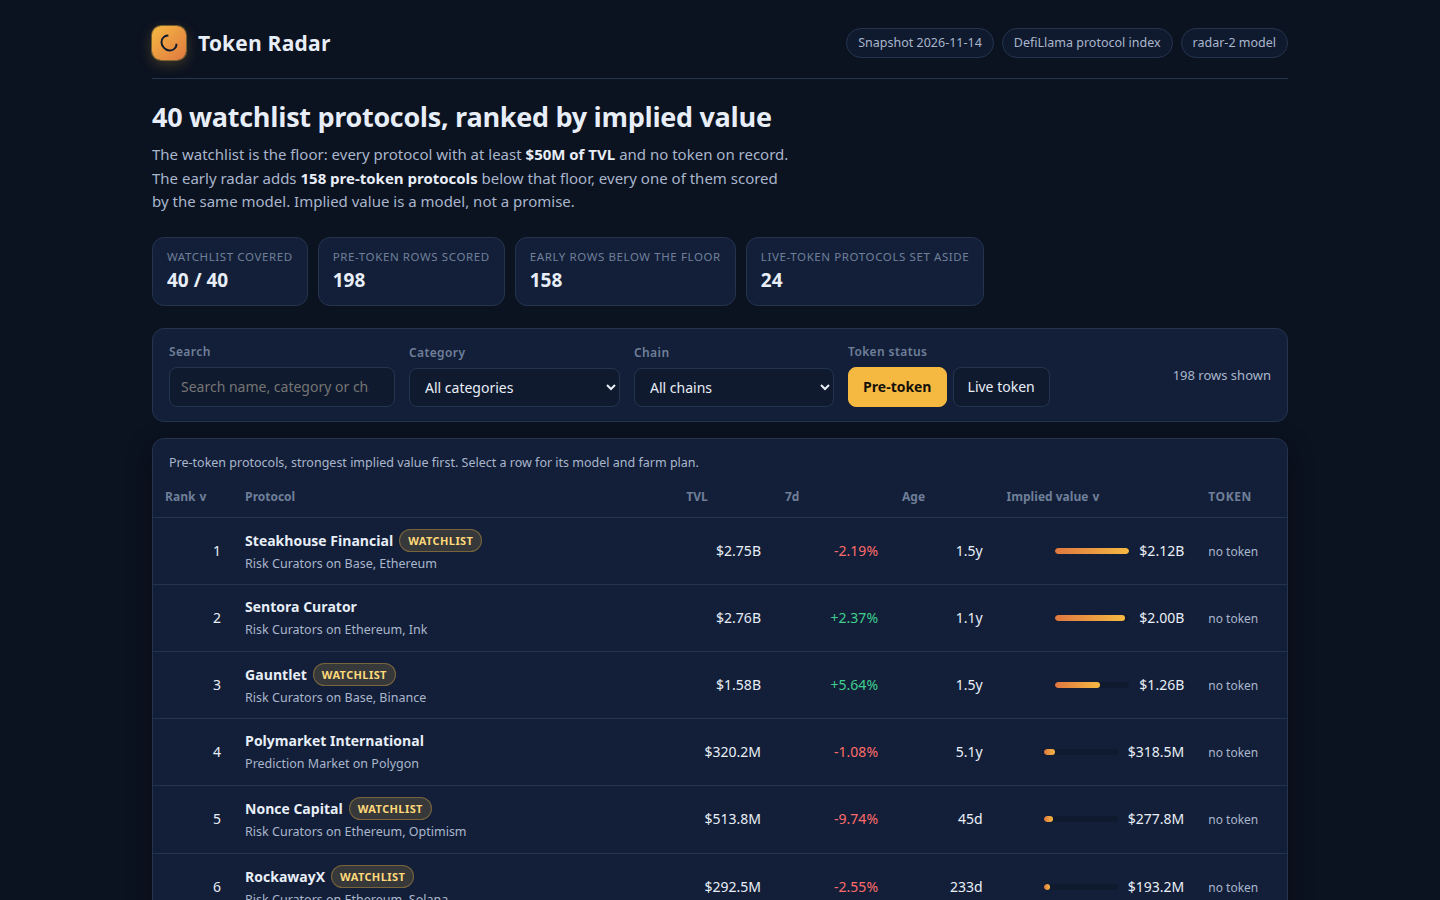 Token Radar
Snapshot 2026-11-14
DefiLlama protocol index
radar-2 model
40 watchlist protocols, ranked by implied value
The watchlist is the floor: every protocol with at least $50M of TVL and no token on record.
The early radar adds 158 pre-token protocols below that floor, every one of them scored
by the same model. Implied value is a model, not a promise.
WATCHLIST COVERED
40 / 40
PRE-TOKEN ROWS SCORED
198
EARLY ROWS BELOW THE FLOOR
158
LIVE-TOKEN PROTOCOLS SET ASIDE
24
Search
Search name, category or ch
Category
All categories
Chain
All chains
Token status
Pre-token
Live token
198 rows shown
Pre-token protocols, strongest implied value first. Select a row for its model and farm plan.
Rank v Protocol TVL 7d Age Implied value v TOKEN
1 Steakhouse Financial WATCHLIST $2.75B -2.19% 1.5y $2.12B no token
Risk Curators on Base, Ethereum
2 Sentora Curator $2.76B +2.37% 1.1y $2.00B no token
Risk Curators on Ethereum, Ink
3 Gauntlet WATCHLIST $1.58B +5.64% 1.5y $1.26B no token
Risk Curators on Base, Binance
4 Polymarket International $320.2M -1.08% 5.1y $318.5M no token
Prediction Market on Polygon
5 Nonce Capital WATCHLIST $513.8M -9.74% 45d $277.8M no token
Risk Curators on Ethereum, Optimism
6 RockawayX WATCHLIST $292.5M -2.55% 233d $193.2M no token
Risk Curators on Ethereum, Solana